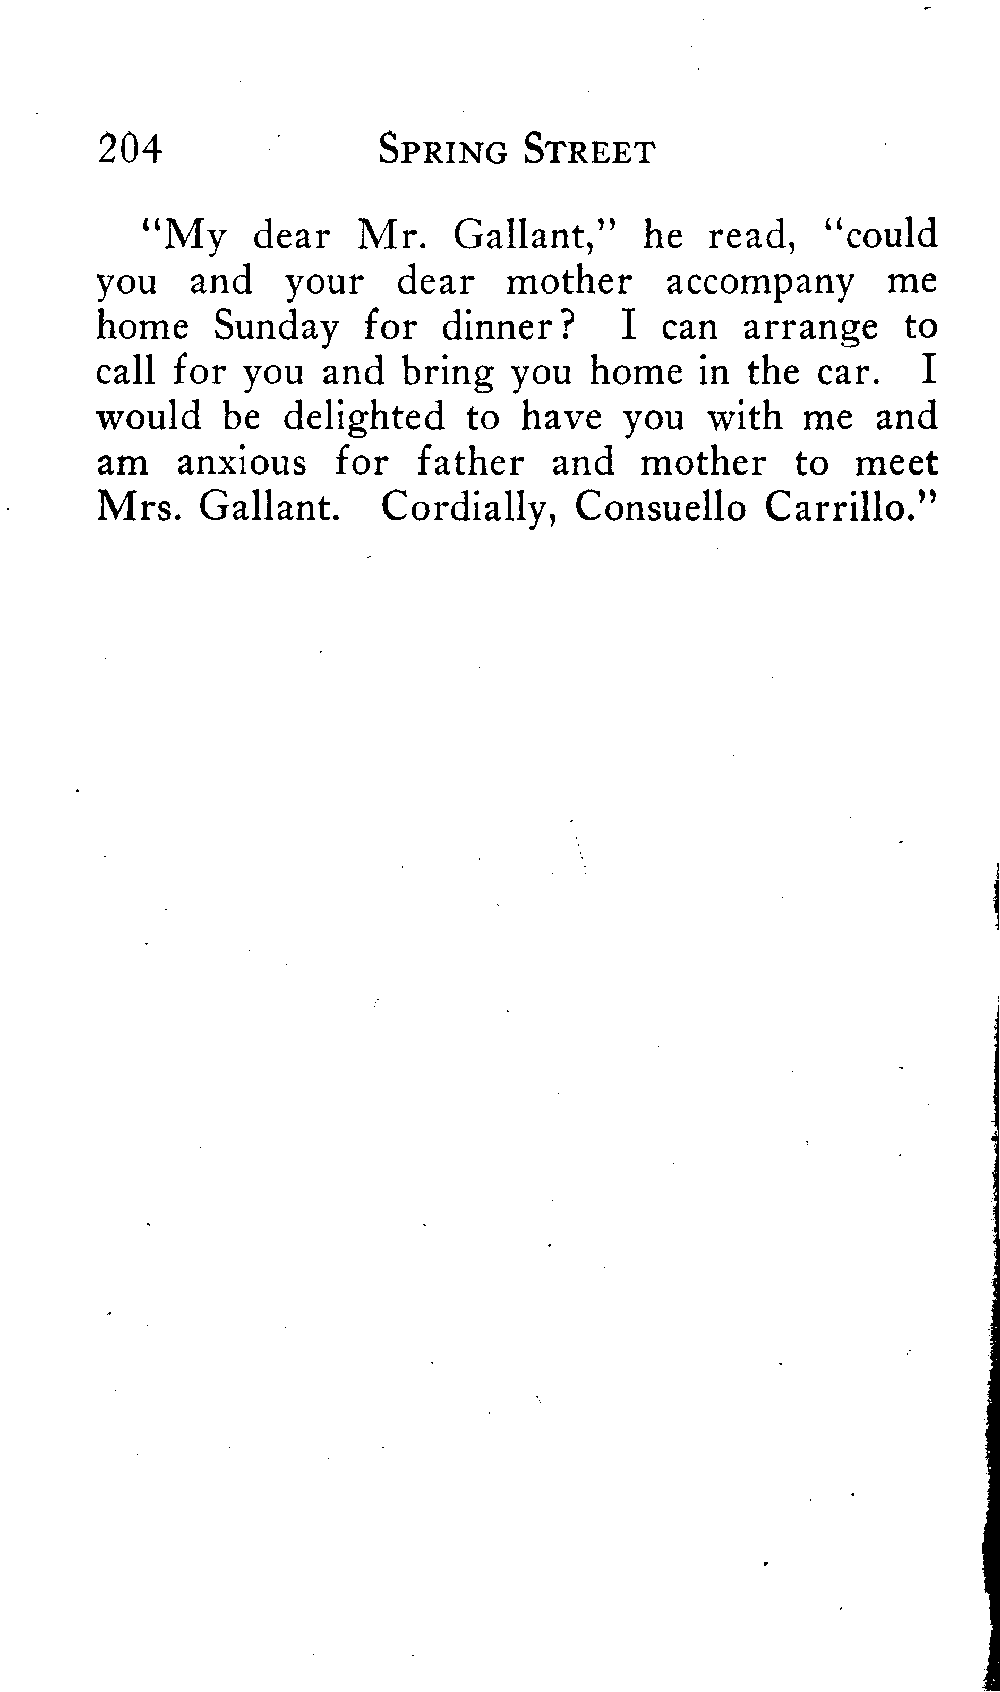 204 SPRING STREET
“My dear Mr. Gallant,” he read, “could
you and your dear mother accompany me
home Sunday for dinner? I can arrange to
call for you and bring you home in the car. I
would be delighted to have you with me and
am anxious for father and mother to meet
Mrs. Gallant. Cordially, Consuello Carrillo.”